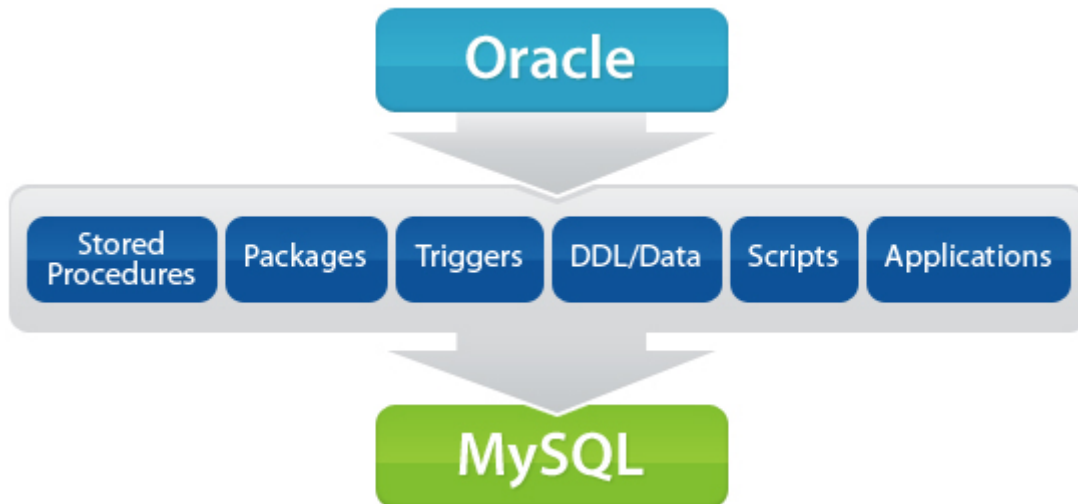 Oracle
Stored
Procedures
Packages
Triggers
DDL/Data
Scripts
Applications
MySQL